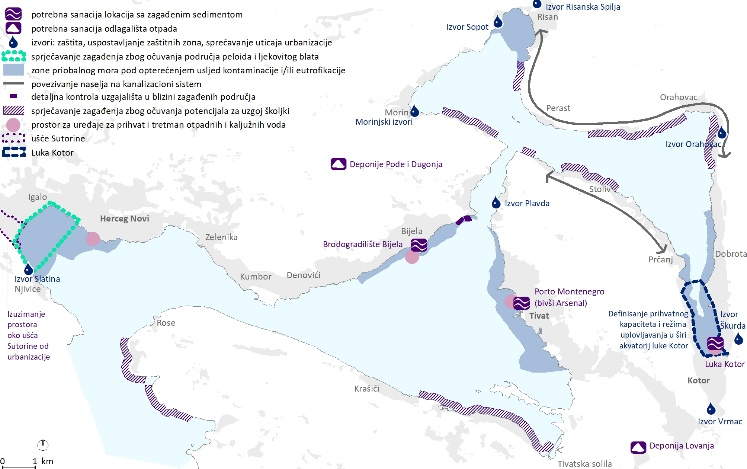 potrebna sanacija lokacija sa zagađenim sedimentom
potrebna sanacija odlagališta otpada
izvori: zaštita, uspostavljanje zaštitnih zona, sprečavanje uticaja urbanizacije
sprječavanje zagađenja zbog očuvanja područja peloida i ljekovitog blata
zone priobalnog mora pod opterećenjem usljed kontaminacije i/ili eutrofikacije
povezivanje naselja na kanalizacioni sistem
detaljna kontrola uzgajališta u blizini zagađenih područja
sprječavanje zagađenja zbog očuvanja potencijala za uzgoj školjki
prostor za uređaje za prihvat i tretman otpadnih i kaljužnih voda
ušće Sutorine
Luka Kotor
Izvor Risanska Spilja
Risan
Izvor Sopot
Morinj
Morinjski izvori
Perast
Orahovac
Izvor Orahovac
Deponije Pode i Dugonja
Stoliv
Izvor Plavda
Igalo
Herceg Novi
Zelenika
Bijela
Brodogradilište Bijela
Kumbor
Denovići
Prčanj
Dobrota
Izvor Slatina
Njivice
Porto Montenegro
(bivši Arsenal)
Tivat
Izuzimanje
prostora
oko ušća
Sutorine od
urbanizacije
Rose
Definisanje prihvatnog
kapaciteta i režima
uplovljavanja u širi
akvatorij luke Kotor
Izvor
Škurda
Luka Kotor
Kotor
Krašići
Izvor Vrmac
Deponija Lovanja
Tivatska solila
0 1 km